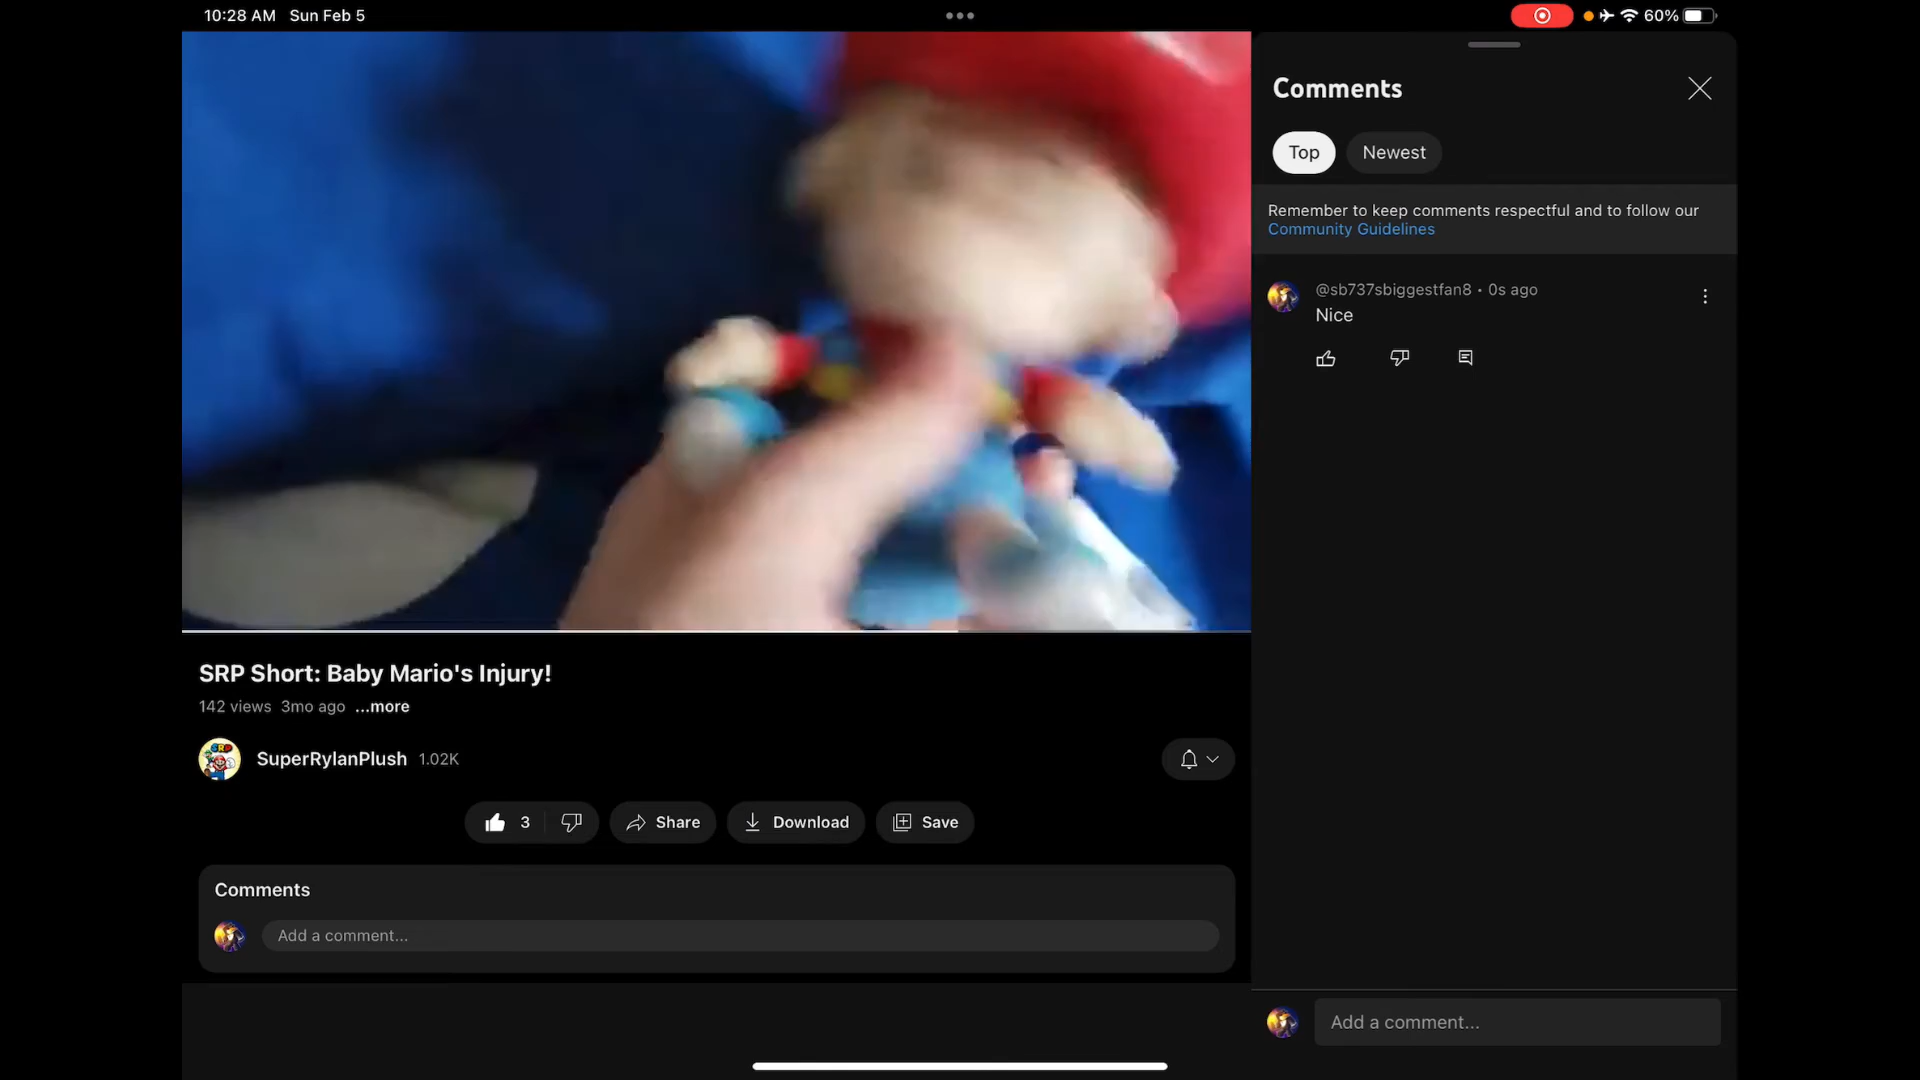 10:28 AM Sun Feb 5
60%
Comments
Top
Newest
Remember to keep comments respectful and to follow our
Community Guidelines
@sb737sbiggestfan8 • 0s ago
Nice
SRP Short: Baby Mario's Injury!
142 views 3mo ago ...more
SRP
SuperRylanPlush 1.02K
3
Share
Download
Save
Comments
Add a comment...
Add a comment...